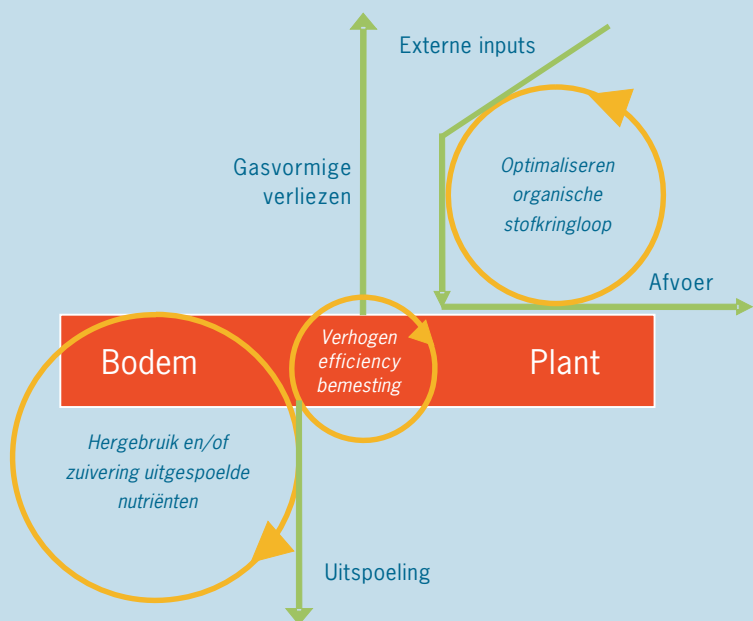 Externe inputs
Gasvormige
verliezen
Optimaliseren
organische
stofkringloop
Afvoer
Bodem
Verhogen
efficiency
bemesting
Plant
Hergebruik en/of
zuivering uitgespoelde
nutriënten
Uitspoeling